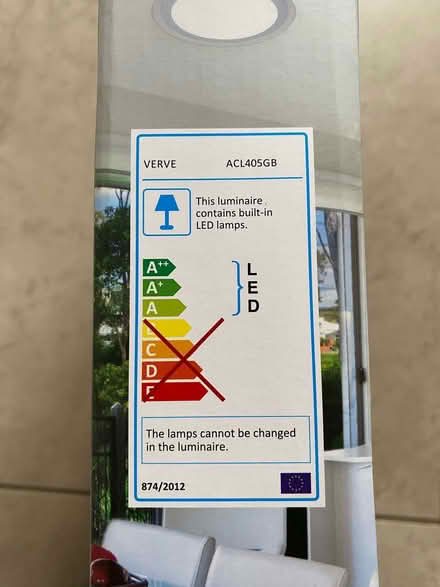 VERVE ACL405GB
This luminaire
contains built-in
LED lamps.
A++
A+
A
L
E
D
C
D
E
The lamps cannot be changed
in the luminaire.
874/2012